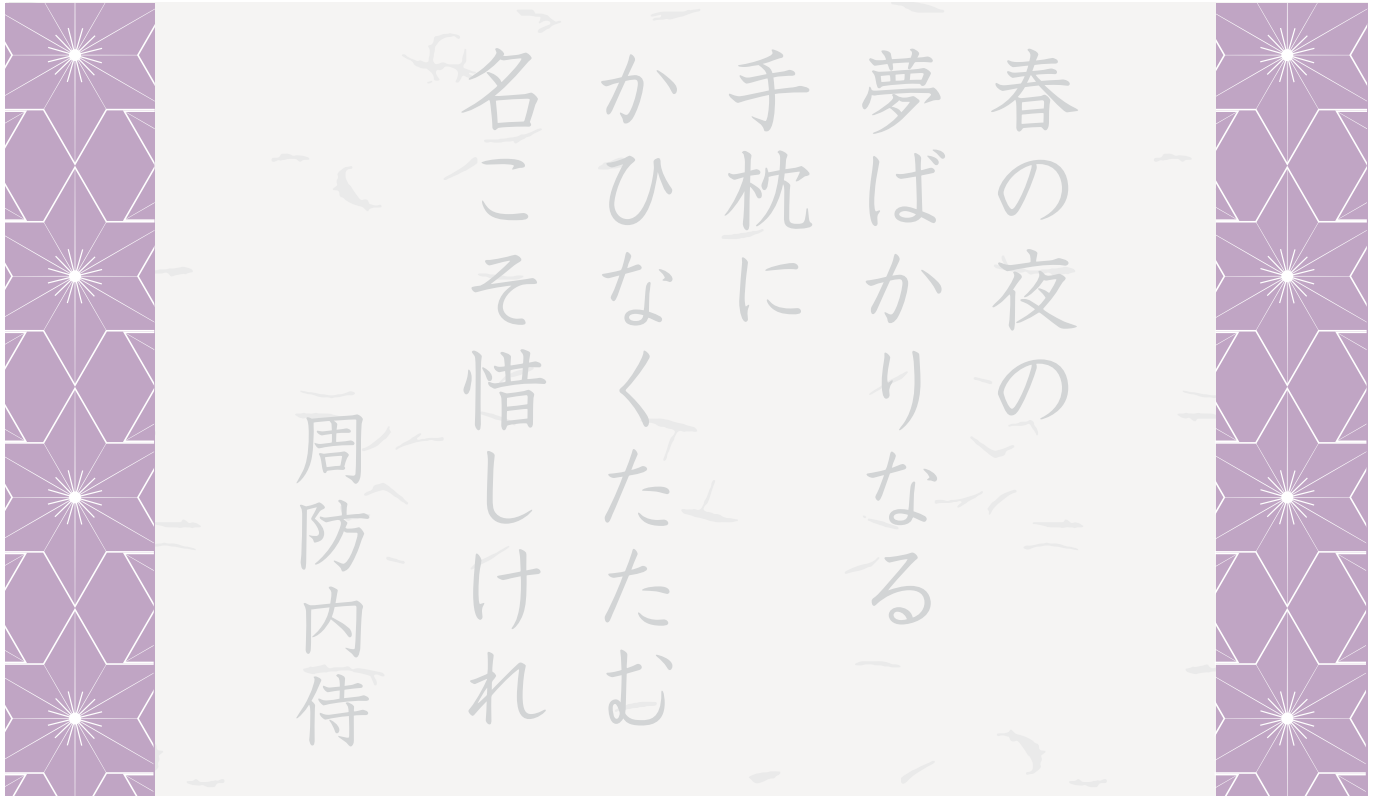 春の夜の
夢ばかりなる
手枕に
かひなくたたむ
名こそ惜しけれ
周防内侍